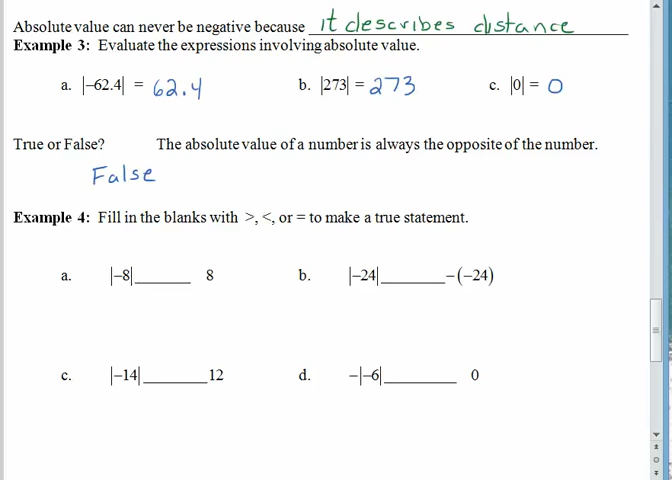 Absolute value can never be negative because it describes distance
Example 3: Evaluate the expressions involving absolute value.
a. |−62.4| = 62.4 b. |273| = 273 c. |0| = 0
True or False? The absolute value of a number is always the opposite of the number.
False
Example 4: Fill in the blanks with >, <, or = to make a true statement.
a. |−8|______ 8 b. |−24|_______−(−24)
c. |−14|_______12 d. −|−6|________ 0